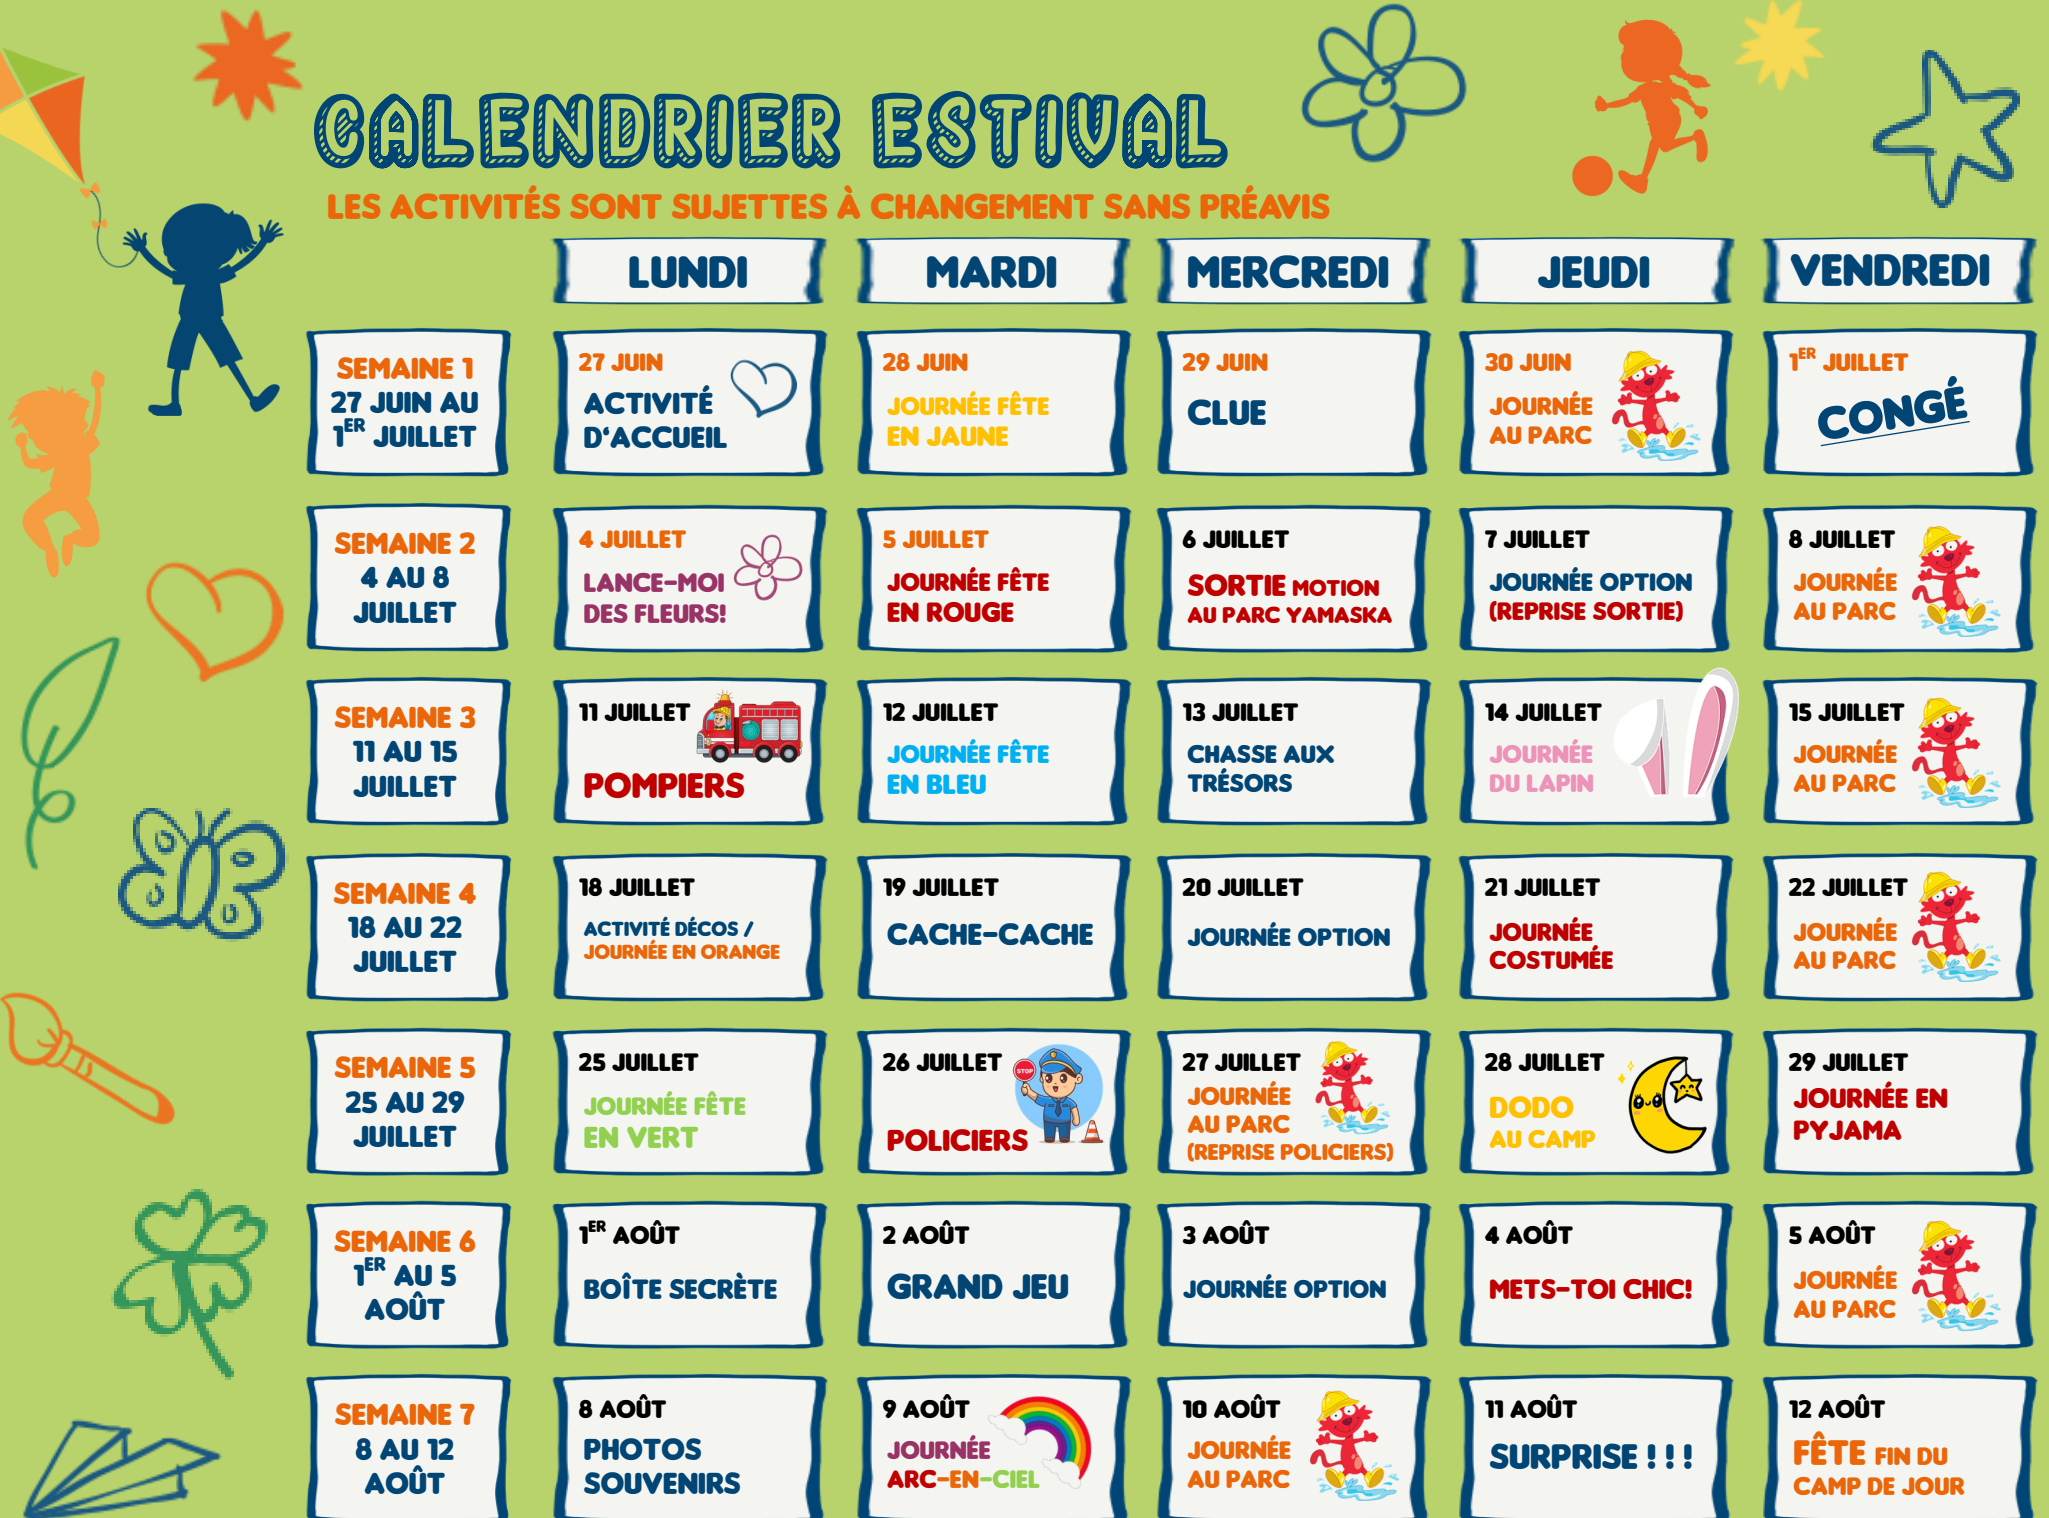 CALENDRIER ESTIVAL
LES ACTIVITÉS SONT SUJETTES À CHANGEMENT SANS PRÉAVIS
LUNDI
MARDI
MERCREDI
JEUDI
VENDREDI
SEMAINE 1
27 JUIN AU
1ER JUILLET
27 JUIN
ACTIVITÉ
D'ACCUEIL
28 JUIN
JOURNÉE FÊTE
EN JAUNE
29 JUIN
CLUE
30 JUIN
JOURNÉE
AU PARC
1ER JUILLET
CONGÉ
SEMAINE 2
4 AU 8
JUILLET
4 JUILLET
LANCE-MOI
DES FLEURS!
5 JUILLET
JOURNÉE FÊTE
EN ROUGE
6 JUILLET
SORTIE MOTION
AU PARC YAMASKA
7 JUILLET
JOURNÉE OPTION
(REPRISE SORTIE)
8 JUILLET
JOURNÉE
AU PARC
SEMAINE 3
11 AU 15
JUILLET
11 JUILLET
POMPIERS
12 JUILLET
JOURNÉE FÊTE
EN BLEU
13 JUILLET
CHASSE AUX
TRÉSORS
14 JUILLET
JOURNÉE
DU LAPIN
15 JUILLET
JOURNÉE
AU PARC
SEMAINE 4
18 AU 22
JUILLET
18 JUILLET
ACTIVITÉ DÉCOS /
JOURNÉE EN ORANGE
19 JUILLET
CACHE-CACHE
20 JUILLET
JOURNÉE OPTION
21 JUILLET
JOURNÉE
COSTUMÉE
22 JUILLET
JOURNÉE
AU PARC
SEMAINE 5
25 AU 29
JUILLET
25 JUILLET
JOURNÉE FÊTE
EN VERT
26 JUILLET
STOP
POLICIERS
27 JUILLET
JOURNÉE
AU PARC
(REPRISE POLICIERS)
28 JUILLET
DODO
AU CAMP
29 JUILLET
JOURNÉE EN
PYJAMA
SEMAINE 6
1ER AU 5
AOÛT
1ER AOÛT
BOÎTE SECRÈTE
2 AOÛT
GRAND JEU
3 AOÛT
JOURNÉE OPTION
4 AOÛT
METS-TOI CHIC!
5 AOÛT
JOURNÉE
AU PARC
SEMAINE 7
8 AU 12
AOÛT
8 AOÛT
PHOTOS
SOUVENIRS
9 AOÛT
JOURNÉE
ARC-EN-CIEL
10 AOÛT
JOURNÉE
AU PARC
11 AOÛT
SURPRISE ! ! !
12 AOÛT
FÊTE FIN DU
CAMP DE JOUR